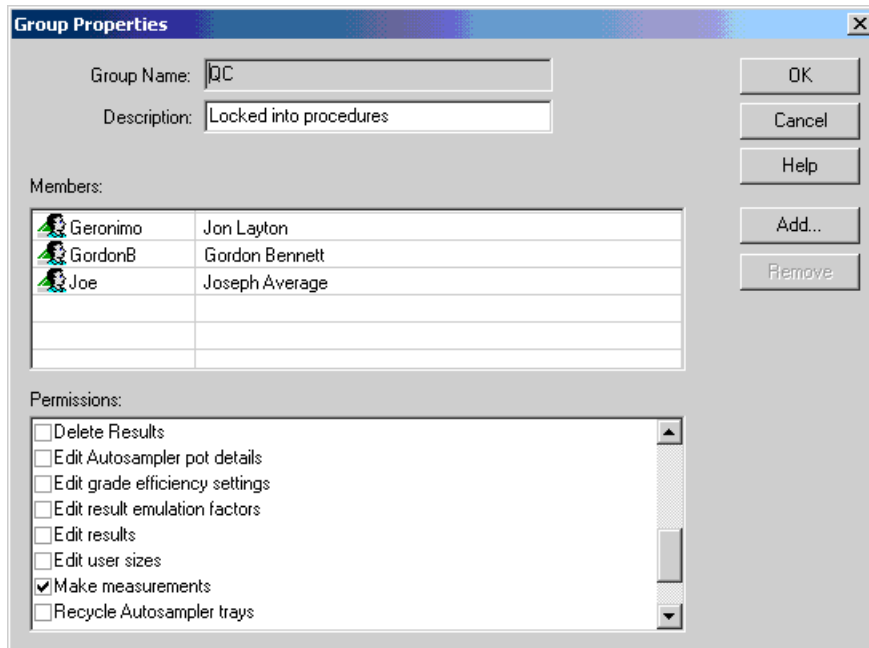 Group Properties
Group Name: QC
OK
Description: Locked into procedures
Cancel
Help
Members:
Geronimo Jon Layton
Add...
GordonB Gordon Bennett
Joe Joseph Average
Remove
Permissions:
Delete Results
Edit Autosampler pot details
Edit grade efficiency settings
Edit result emulation factors
Edit results
Edit user sizes
Make measurements
Recycle Autosampler trays